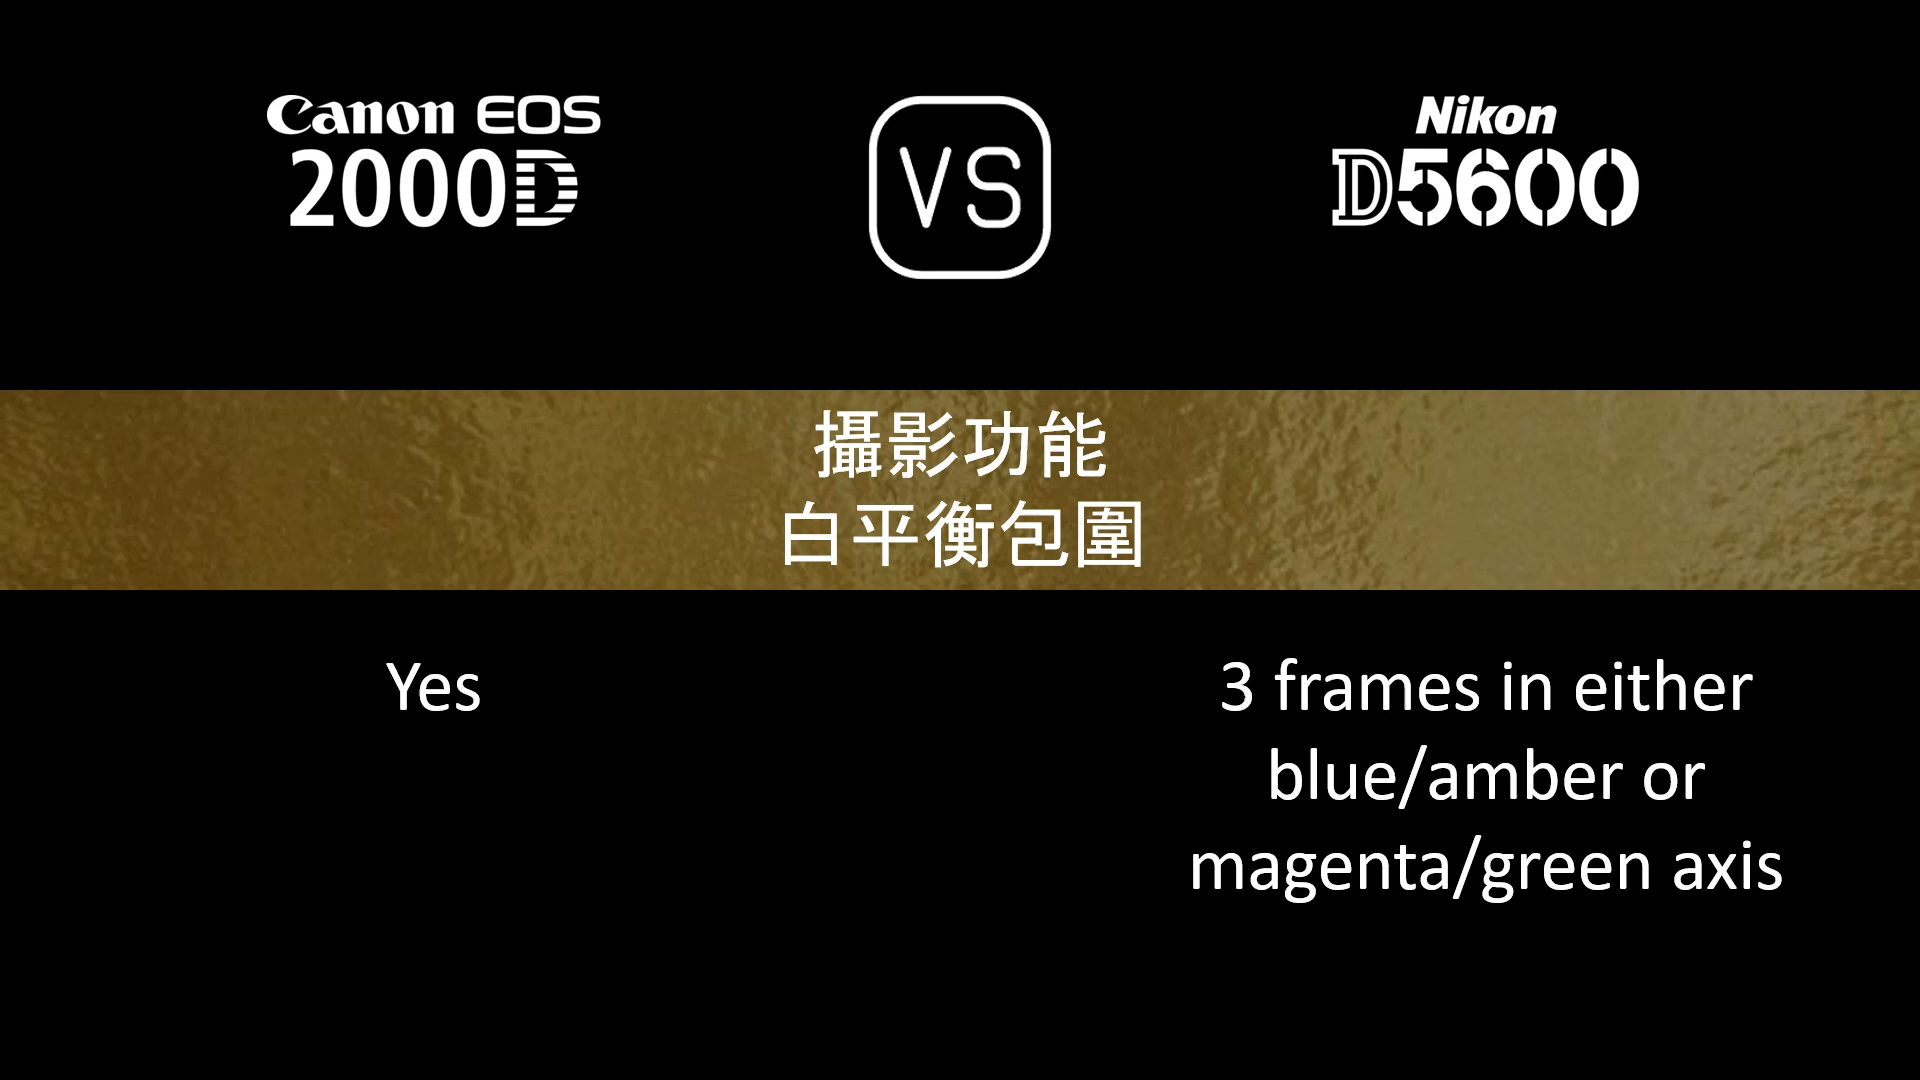 Canon EOS
2000D
VS
Nikon
D5600
攝影功能
白平衡包圍
Yes
3 frames in either
blue/amber or
magenta/green axis